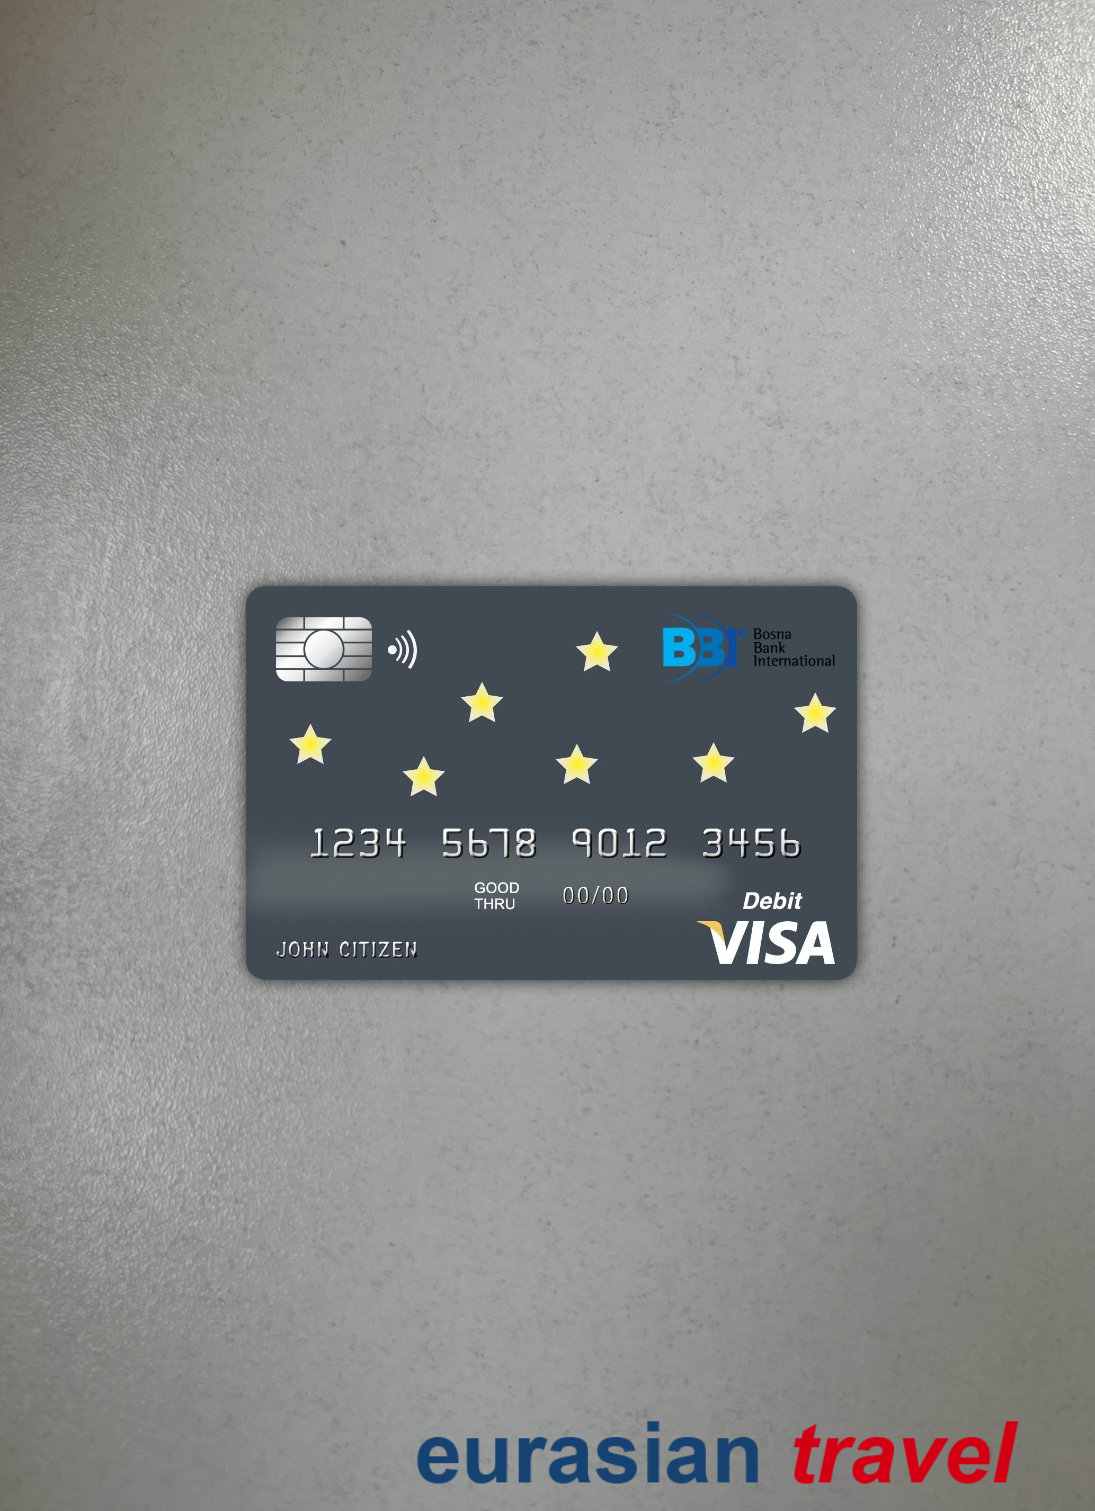 BBI
Bosna
Bank
International
1234 5678 9012 3456
GOOD
THRU
00/00
Debit
VISA
JOHN CITIZEN
eurasian travel